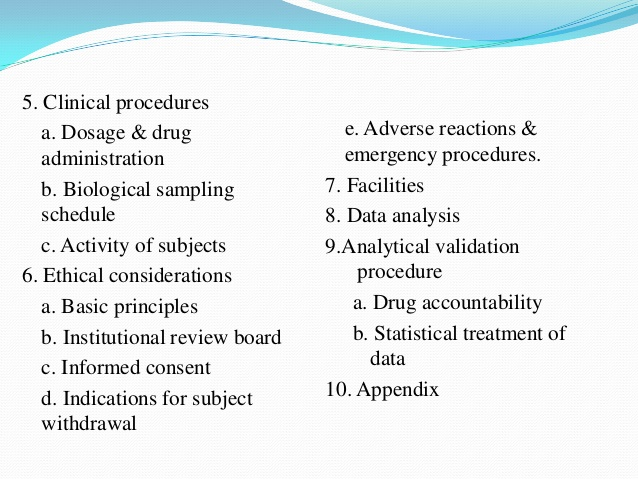 5. Clinical procedures
a. Dosage & drug
administration
b. Biological sampling
schedule
c. Activity of subjects
6. Ethical considerations
a. Basic principles
b. Institutional review board
c. Informed consent
d. Indications for subject
withdrawal
e. Adverse reactions &
emergency procedures.
7. Facilities
8. Data analysis
9.Analytical validation
procedure
a. Drug accountability
b. Statistical treatment of
data
10. Appendix